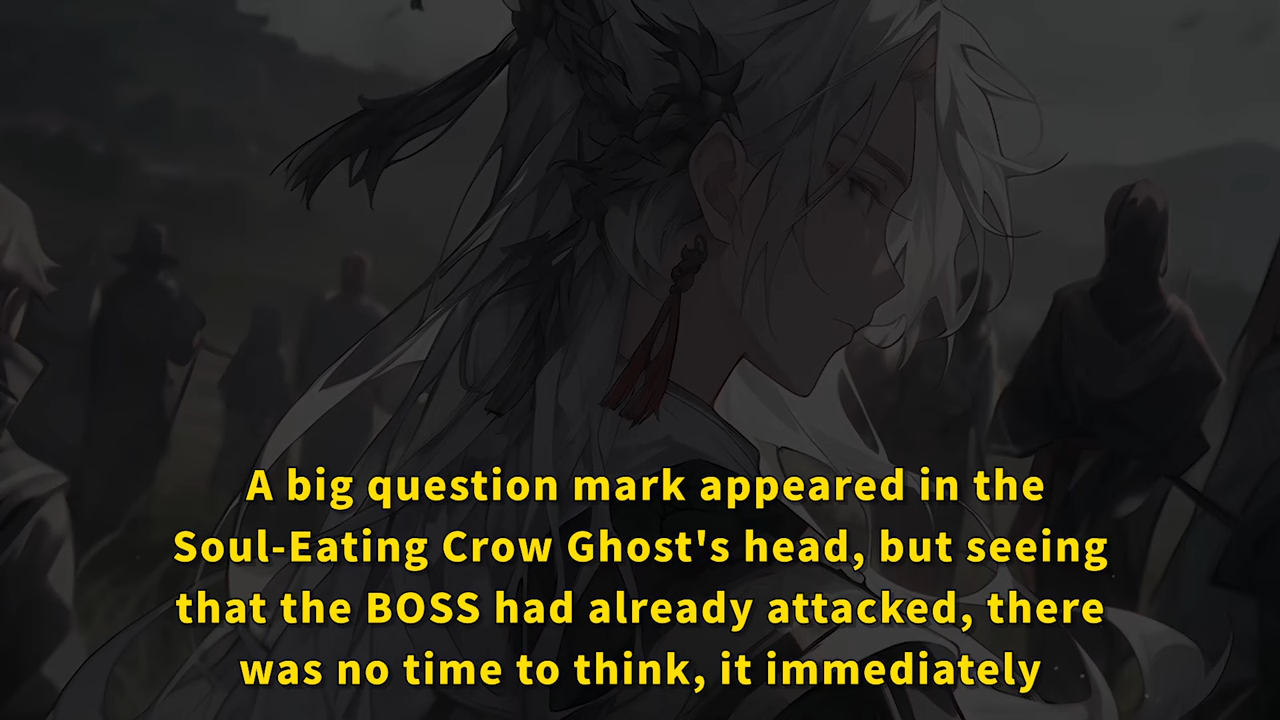 A big question mark appeared in the
Soul-Eating Crow Ghost's head, but seeing
that the BOSS had already attacked, there
was no time to think, it immediately